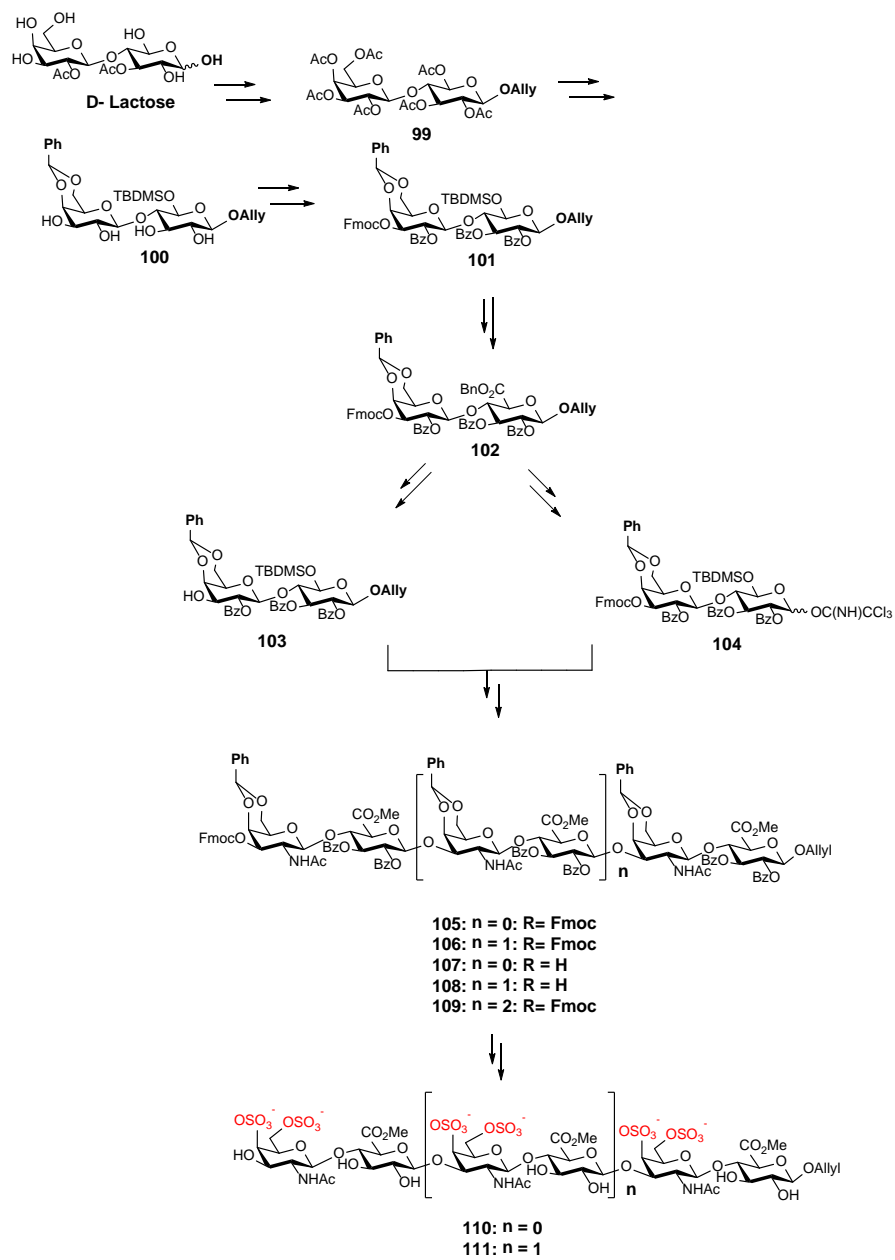 OH
OH
HO
O
O
HO
O
OH
HO
AcO
AcO
OH
D- Lactose
OAc
OAc
O
AcO
O
AcO
AcO
AcO
O
OAlly
OAc
99
Ph
O
O
O
TBDMSO
HO
OH
O
HO
O
OH
OAlly
100
Ph
O
O
O
TBDMSO
FmocO
BzO
O
BzO
O
BzO
OAlly
101
Ph
O
O
O
BnO2C
FmocO
BzO
O
BzO
O
BzO
OAlly
102
Ph
O
O
O
TBDMSO
HO
BzO
O
BzO
O
BzO
OAlly
103
Ph
O
O
O
TBDMSO
FmocO
BzO
O
BzO
O
BzO
OC(NH)CCl3
104
Ph
O
O
O
FmocO
NHAc
O
CO2Me
O
BzO
BzO
O
Ph
O
O
O
NHAc
O
CO2Me
O
BzO
BzO
O
n
Ph
O
O
O
NHAc
O
CO2Me
O
BzO
BzO
OAllyl
105: n = 0: R= Fmoc
106: n = 1: R= Fmoc
107: n = 0: R = H
108: n = 1: R = H
109: n = 2: R= Fmoc
OSO3-
OSO3-
O
HO
NHAc
O
CO2Me
O
HO
OH
O
OSO3-
OSO3-
O
NHAc
O
CO2Me
O
HO
OH
O
n
OSO3-
OSO3-
O
NHAc
O
CO2Me
O
HO
OH
OAllyl
110: n = 0
111: n = 1